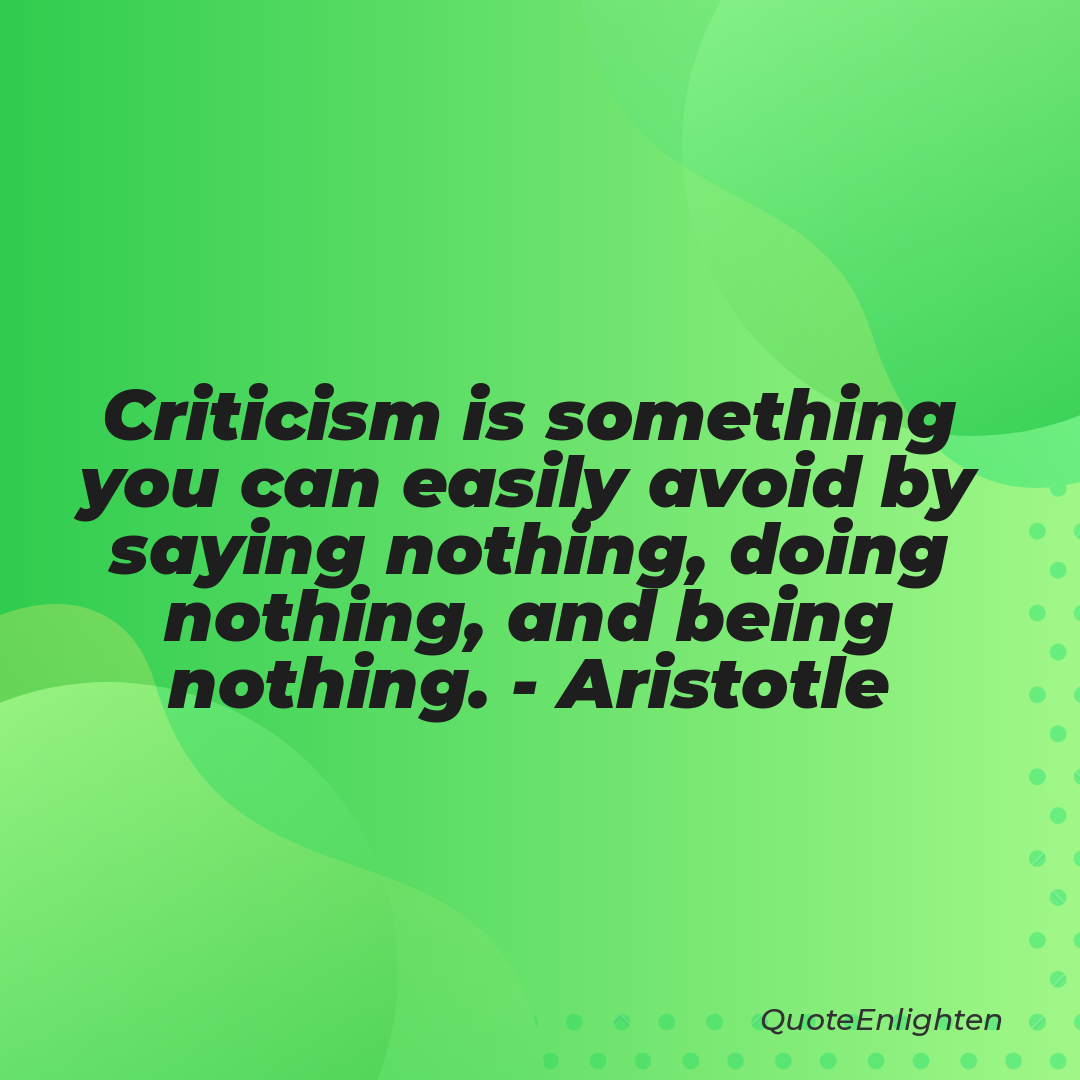 Criticism is something
you can easily avoid by
saying nothing, doing
nothing, and being
nothing. - Aristotle
QuoteEnlighten